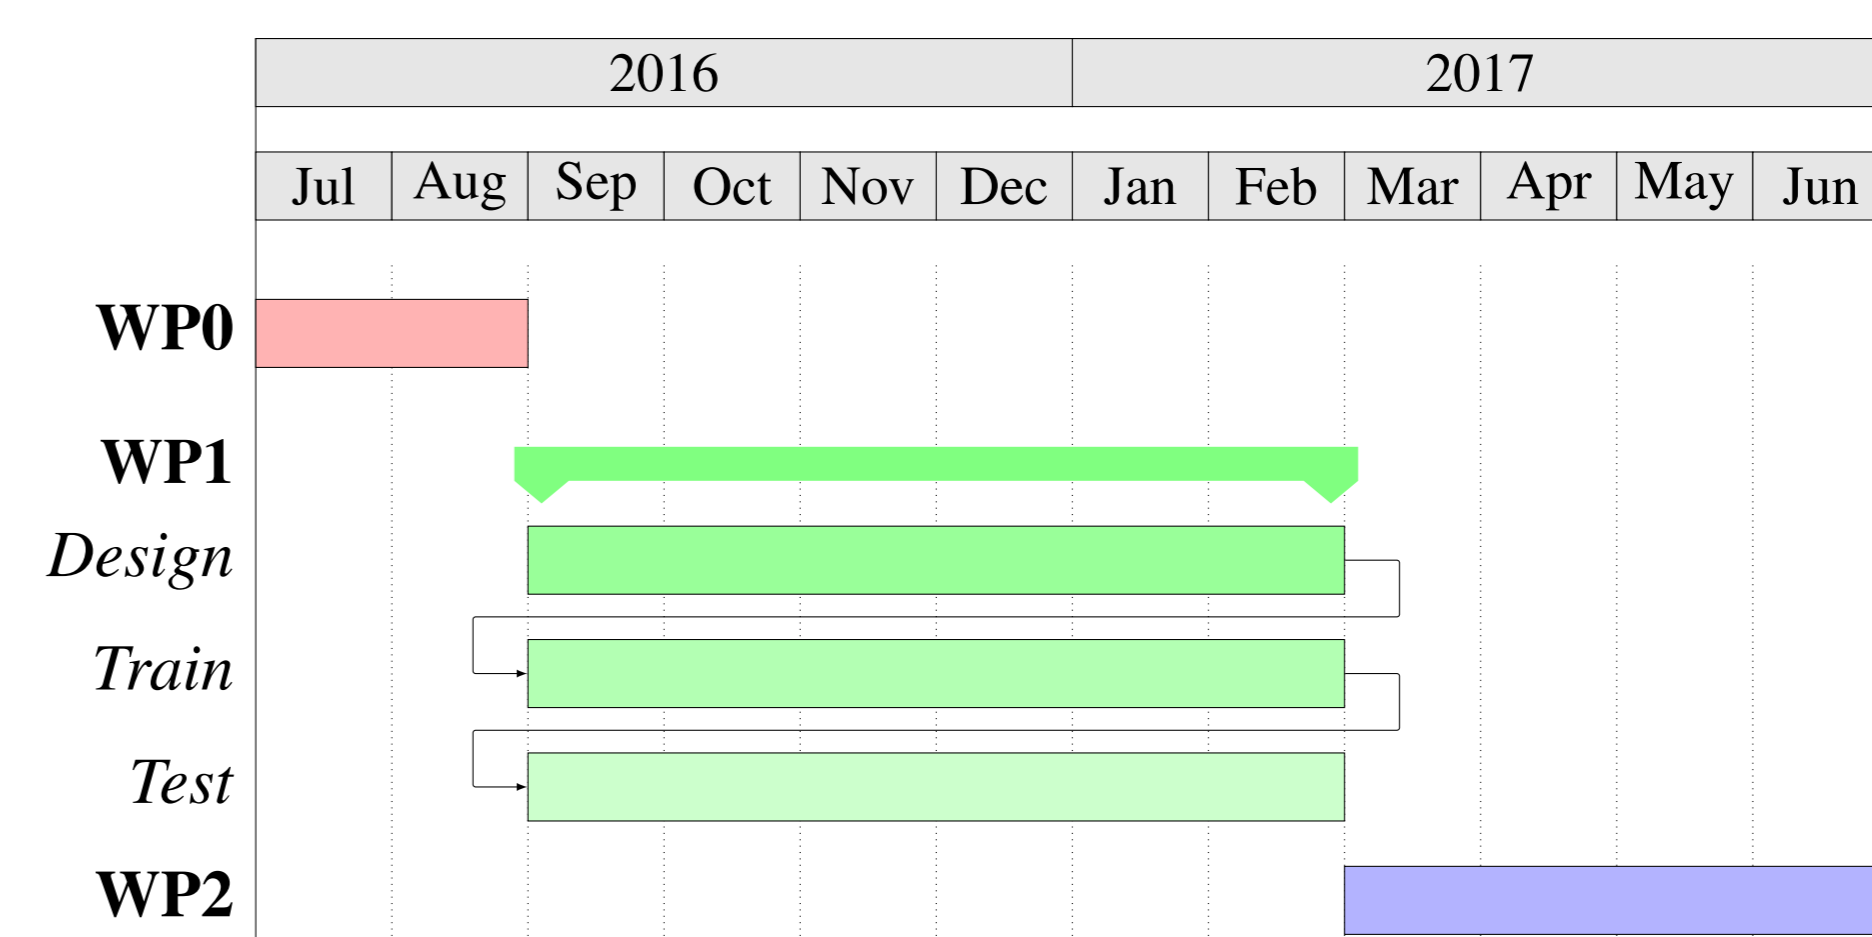 2016 2017
Jul Aug Sep Oct Nov Dec Jan Feb Mar Apr May Jun
WP0
WP1
Design
Train
Test
WP2